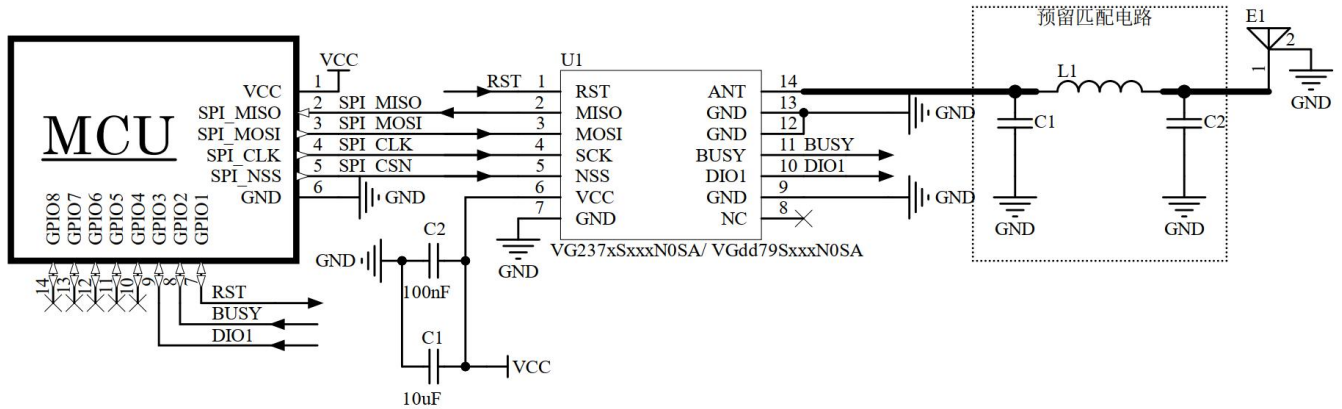 预留匹配电路
E1
2
1
GND
L1
C1
C2
GND
GND
MCU
VCC
VCC
1
SPI_MISO
2
SPI_MISO
SPI_MOSI
3
SPI_MOSI
SPI_CLK
4
SPI_CLK
SPI_NSS
5
SPI_CSN
GND
6
GND
GPIO8
GPIO7
GPIO6
GPIO5
GPIO4
GPIO3
GPIO2
GPIO1
14
13
12
11
10
9
8
7
RST
BUSY
DIO1
U1
RST
1
RST
2
MISO
3
MOSI
4
SCK
5
NSS
6
VCC
7
GND
GND
ANT
14
GND
13
GND
GND
12
BUSY
11
BUSY
DIO1
10
DIO1
GND
9
GND
NC
8
VG237xSxxxN0SA/ VGdd79SxxxN0SA
GND
C2
100nF
C1
10uF
VCC